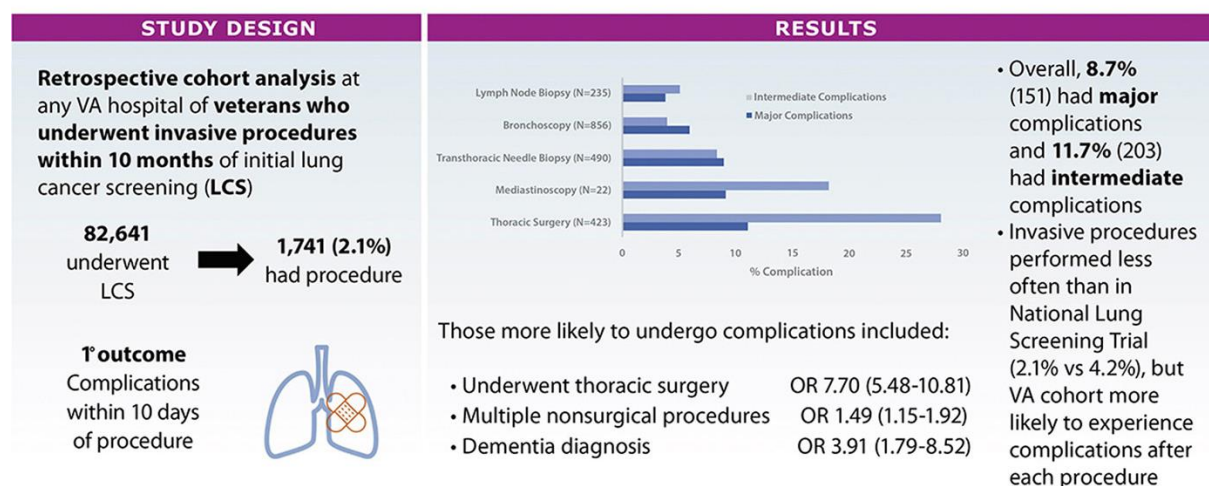 STUDY DESIGN
Retrospective cohort analysis at
any VA hospital of veterans who
underwent invasive procedures
within 10 months of initial lung
cancer screening (LCS)
82,641
underwent
LCS
1,741 (2.1%)
had procedure
1° outcome
Complications
within 10 days
of procedure
RESULTS
Lymph Node Biopsy (N=235)
Bronchoscopy (N=856)
Transthoracic Needle Biopsy (N=490)
Mediastinoscopy (N=22)
Thoracic Surgery (N=423)
Intermediate Complications
Major Complications
0 5 10 15 20 25 30
% Complication
Those more likely to undergo complications included:
• Underwent thoracic surgery OR 7.70 (5.48-10.81)
• Multiple nonsurgical procedures OR 1.49 (1.15-1.92)
• Dementia diagnosis OR 3.91 (1.79-8.52)
• Overall, 8.7%
(151) had major
complications
and 11.7% (203)
had intermediate
complications
• Invasive procedures
performed less
often than in
National Lung
Screening Trial
(2.1% vs 4.2%), but
VA cohort more
likely to experience
complications after
each procedure